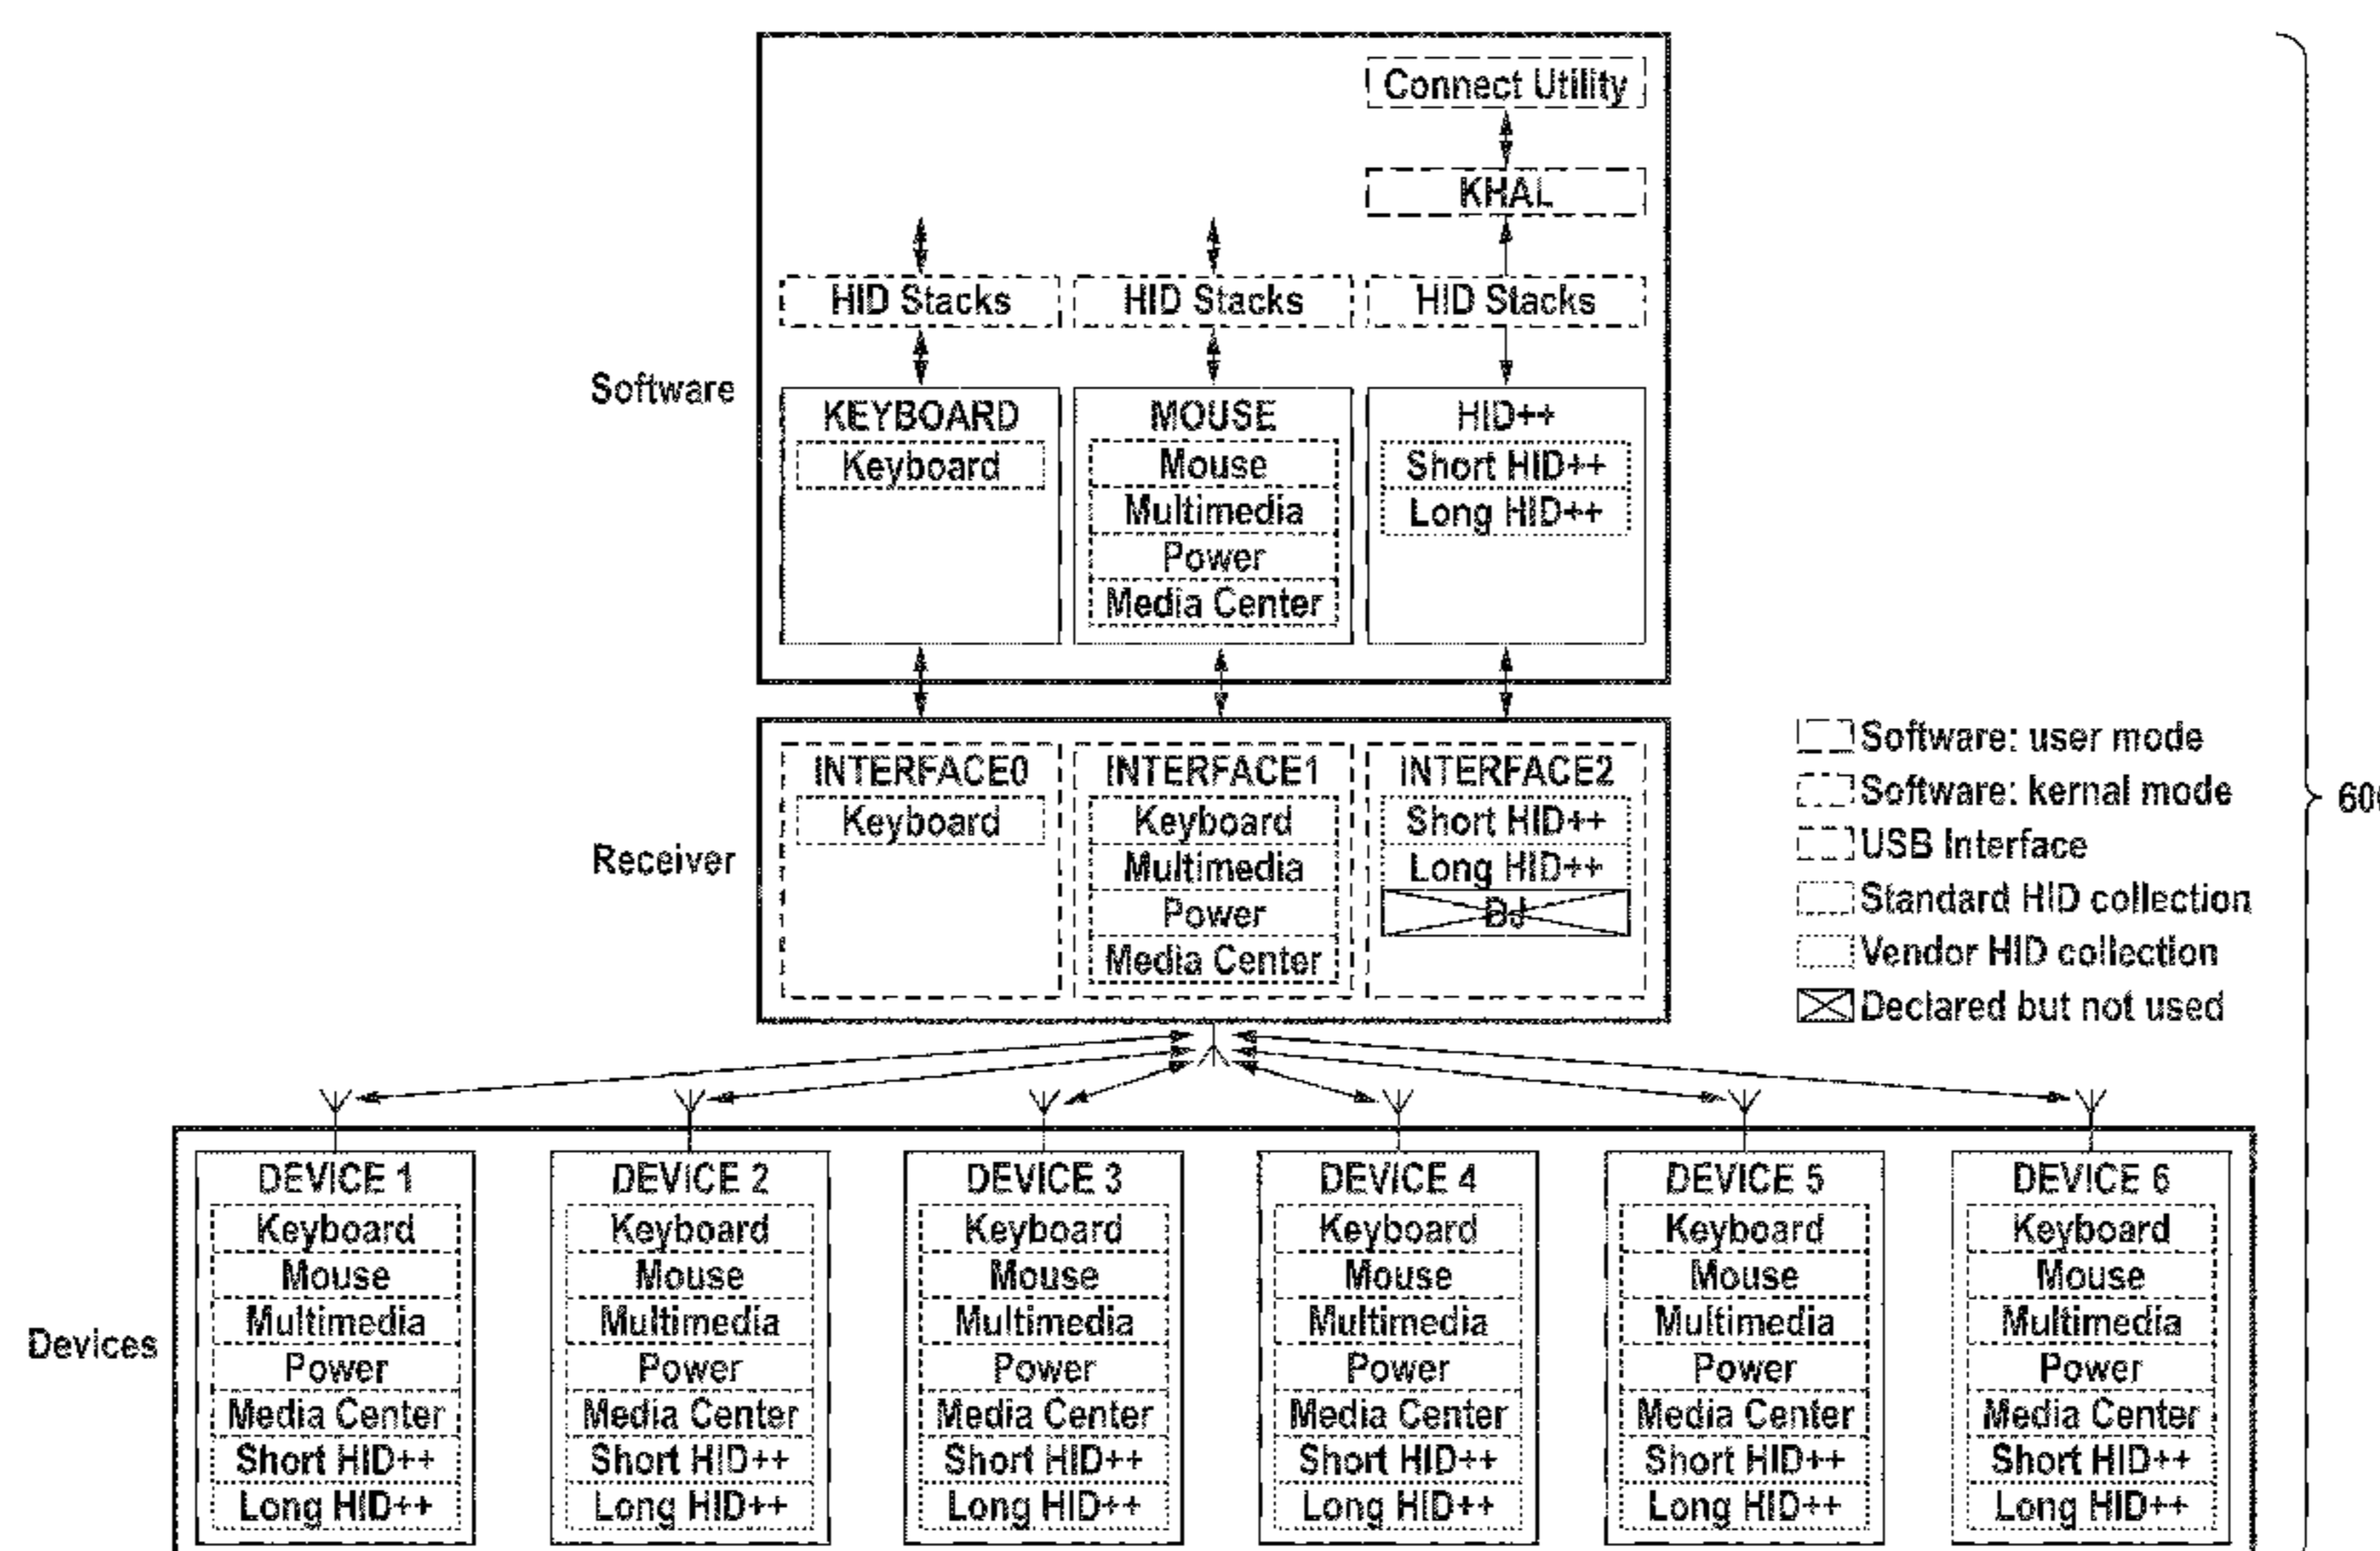 Connect Utility
KHAL
HID Stacks HID Stacks HID Stacks
Software
KEYBOARD
Keyboard
MOUSE
Mouse
Multimedia
Power
Media Center
HID++
Short HID++
Long HID++
Receiver
INTERFACE0
Keyboard
INTERFACE1
Keyboard
Multimedia
Power
Media Center
INTERFACE2
Short HID++
Long HID++
DJ
Software: user mode
Software: kernal mode
USB Interface
Standard HID collection
Vendor HID collection
Declared but not used
Devices
DEVICE 1
Keyboard
Mouse
Multimedia
Power
Media Center
Short HID++
Long HID++
DEVICE 2
Keyboard
Mouse
Multimedia
Power
Media Center
Short HID++
Long HID++
DEVICE 3
Keyboard
Mouse
Multimedia
Power
Media Center
Short HID++
Long HID++
DEVICE 4
Keyboard
Mouse
Multimedia
Power
Media Center
Short HID++
Long HID++
DEVICE 5
Keyboard
Mouse
Multimedia
Power
Media Center
Short HID++
Long HID++
DEVICE 6
Keyboard
Mouse
Multimedia
Power
Media Center
Short HID++
Long HID++